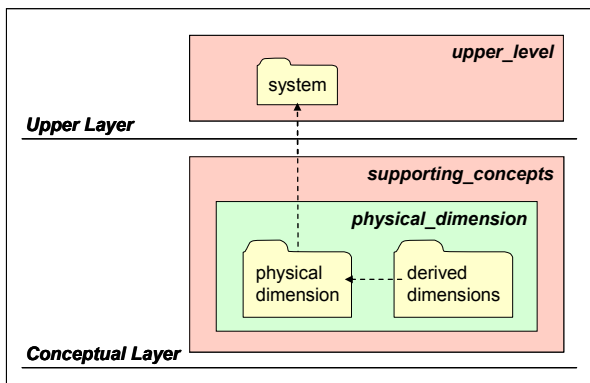 upper_level
system
Upper Layer
supporting_concepts
physical_dimension
physical
dimension
derived
dimensions
Conceptual Layer